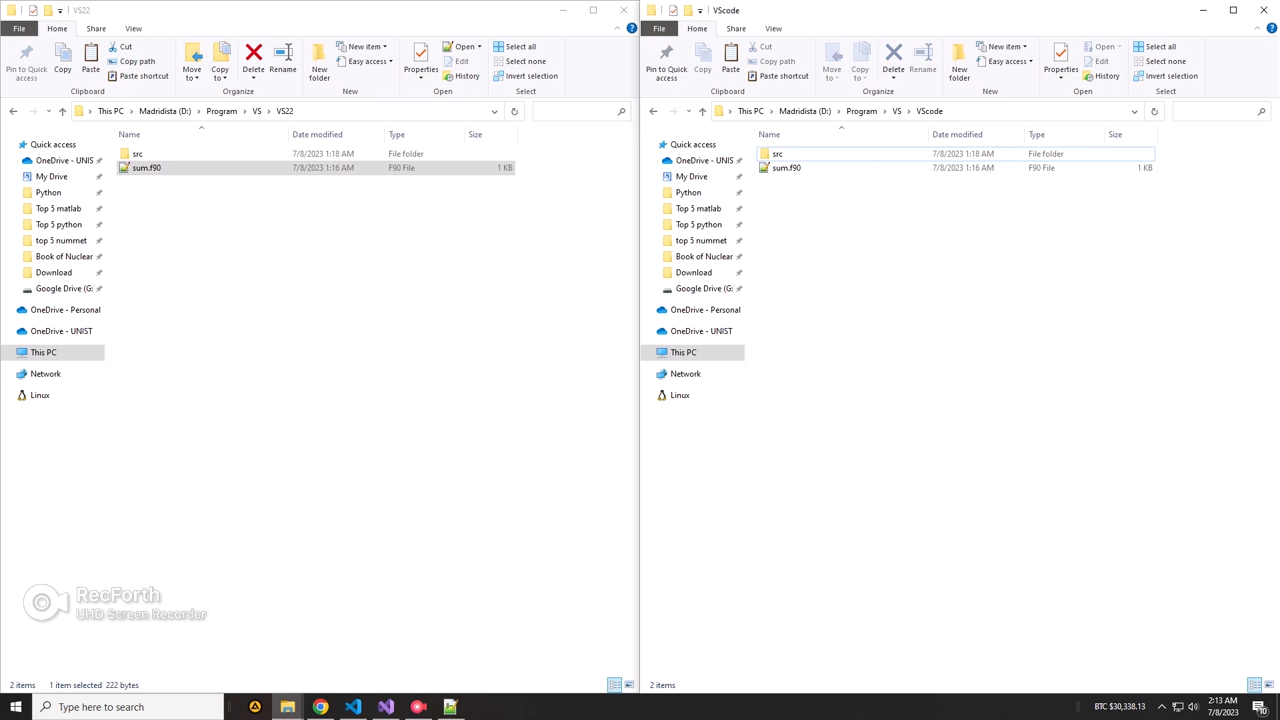 VS22
File Home Share View
Pin to Quick access
Copy
Paste
Cut
Copy path
Paste shortcut
Clipboard
Move to
Copy to
Delete
Rename
Organize
New folder
New item
Easy access
New
Properties
Open
Edit
History
Open
Select all
Select none
Invert selection
Select
This PC > Madridista (D:) > Program > VS > VS22
Name Date modified Type Size
src 7/8/2023 1:18 AM File folder
sum.f90 7/8/2023 1:16 AM F90 File 1 KB
Quick access
OneDrive - UNIS
My Drive
Python
Top 5 matlab
Top 5 python
top 5 nummet
Book of Nuclear
Download
Google Drive (G:
OneDrive - Personal
OneDrive - UNIST
This PC
Network
Linux
RecForth
UHD Screen Recorder
2 items 1 item selected 222 bytes
VScode
File Home Share View
Pin to Quick access
Copy
Paste
Cut
Copy path
Paste shortcut
Clipboard
Move to
Copy to
Delete
Rename
Organize
New folder
New item
Easy access
New
Properties
Open
Edit
History
Open
Select all
Select none
Invert selection
Select
This PC > Madridista (D:) > Program > VS > VScode
Name Date modified Type Size
src 7/8/2023 1:18 AM File folder
sum.f90 7/8/2023 1:16 AM F90 File 1 KB
Quick access
OneDrive - UNIS
My Drive
Python
Top 5 matlab
Top 5 python
top 5 nummet
Book of Nuclear
Download
Google Drive (G:
OneDrive - Personal
OneDrive - UNIST
This PC
Network
Linux
2 items
Type here to search
BTC $30,338.13
2:13 AM
7/8/2023
10